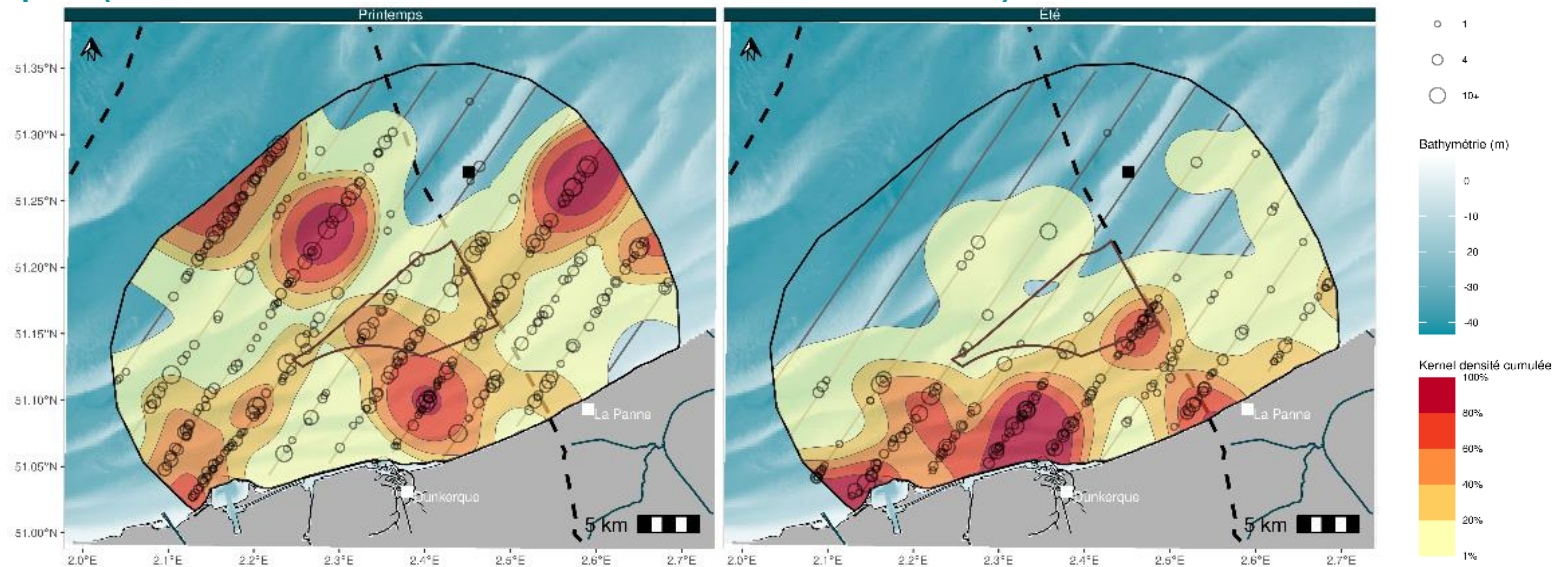 Printemps
Été
N
51.35°N
51.30°N
51.25°N
51.20°N
51.15°N
51.10°N
51.05°N
51.00°N
La Panne
Dunkerque
5 km
2.0°E 2.1°E 2.2°E 2.3°E 2.4°E 2.5°E 2.6°E 2.7°E
N
La Panne
Dunkerque
5 km
2.0°E 2.1°E 2.2°E 2.3°E 2.4°E 2.5°E 2.6°E 2.7°E
1
4
10+
Bathymétrie (m)
0
-10
-20
-30
-40
Kernel densité cumulée
100%
80%
60%
40%
20%
1%